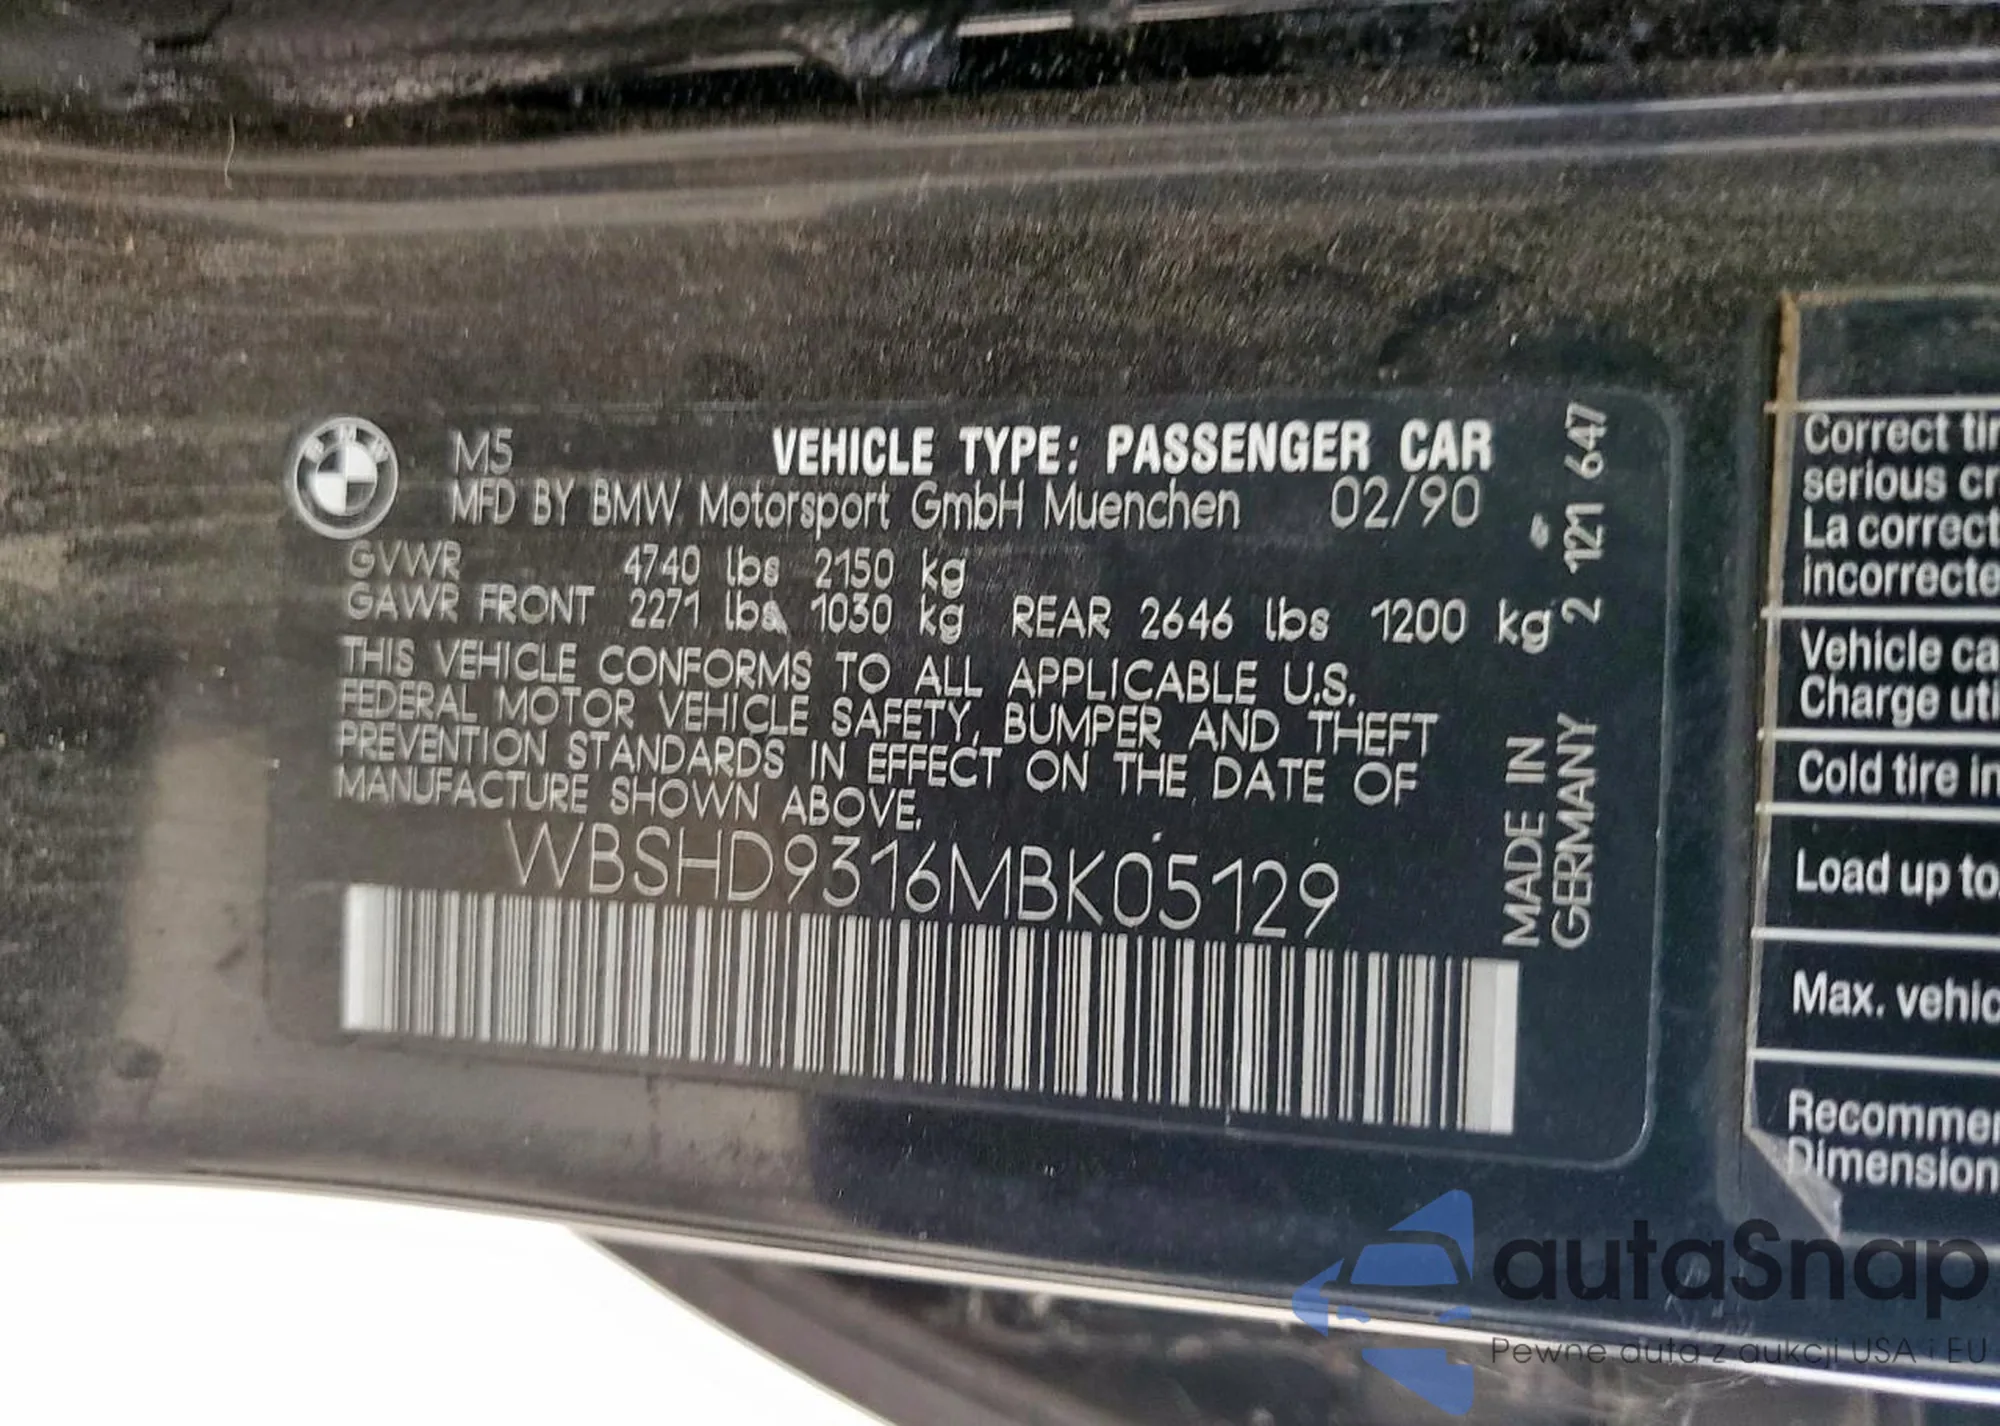 BMW
M5 VEHICLE TYPE: PASSENGER CAR
MFD BY BMW Motorsport GmbH Muenchen 02/90
GVWR 4740 lbs 2150 kg
GAWR FRONT 2271 lbs 1030 kg REAR 2646 lbs 1200 kg
THIS VEHICLE CONFORMS TO ALL APPLICABLE U.S.
FEDERAL MOTOR VEHICLE SAFETY, BUMPER AND THEFT
PREVENTION STANDARDS IN EFFECT ON THE DATE OF
MANUFACTURE SHOWN ABOVE.
WBSHD9316MBK05129
2 121 647
MADE IN
GERMANY
Correct tir
serious cr
La correct
incorrecte
Vehicle ca
Charge uti
Cold tire in
Load up to
Max. vehic
Recommen
Dimension
autaSnap
Pewne auta z aukcji USA i EU